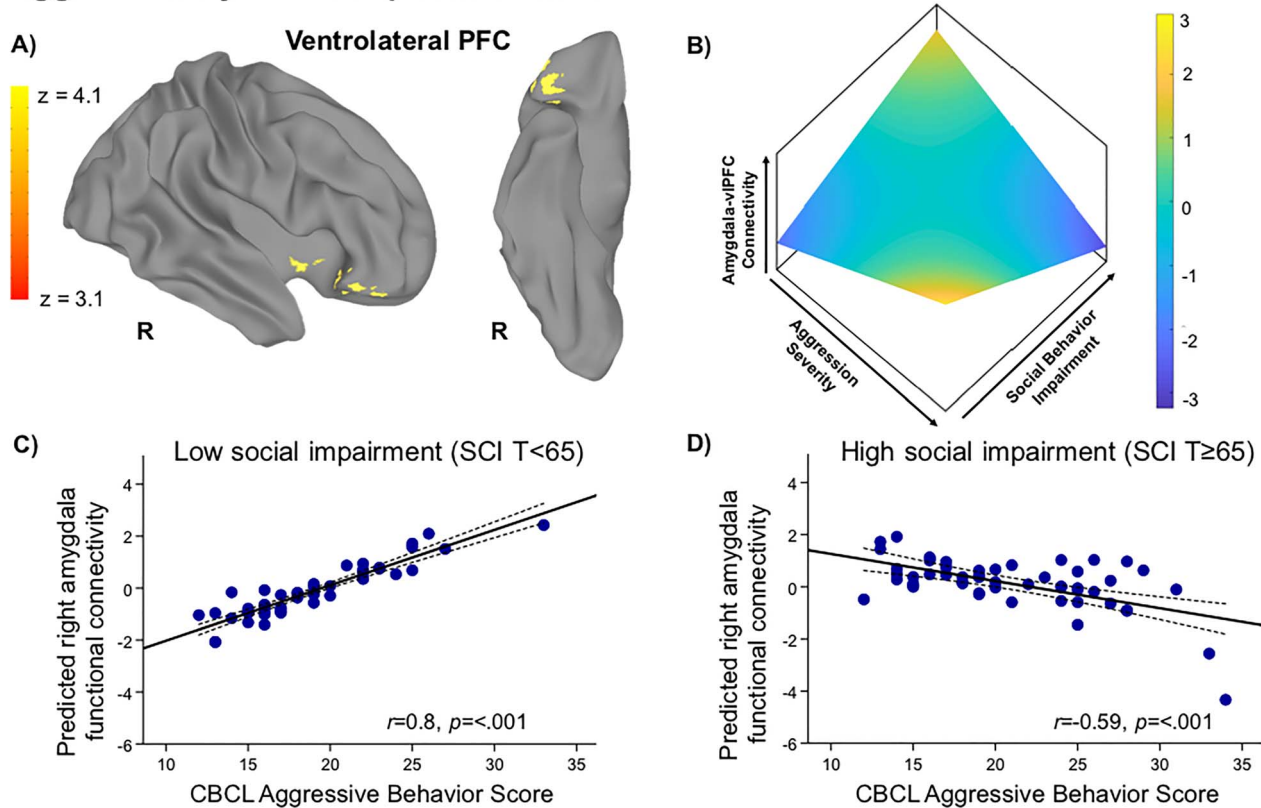 A)
Ventrolateral PFC
z = 4.1
z = 3.1
R
R
B)
Amygdala-vlPFC
Connectivity
Aggression
Severity
Social Behavior
Impairment
3
2
1
0
-1
-2
-3
C)
Low social impairment (SCI T<65)
Predicted right amygdala
functional connectivity
4
2
0
-2
-4
-6
r=0.8, p=<.001
10
15
20
25
30
35
CBCL Aggressive Behavior Score
D)
High social impairment (SCI T≥65)
Predicted right amygdala
functional connectivity
4
2
0
-2
-4
-6
r=-0.59, p=<.001
10
15
20
25
30
35
CBCL Aggressive Behavior Score